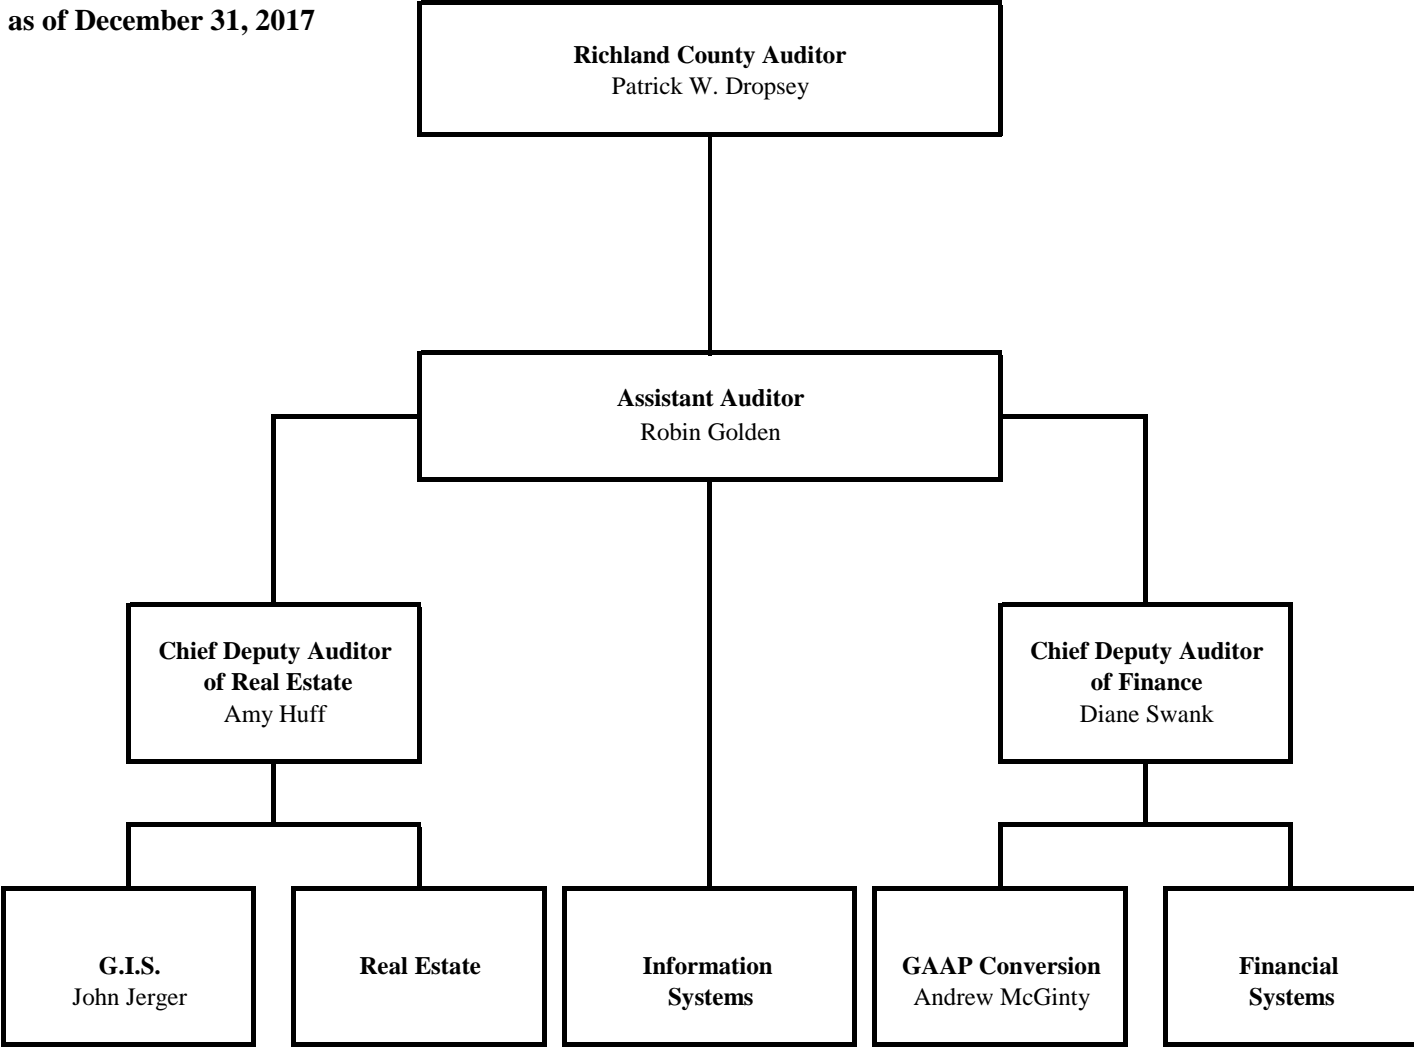 as of December 31, 2017
Richland County Auditor
Patrick W. Dropsey
Assistant Auditor
Robin Golden
Chief Deputy Auditor
of Real Estate
Amy Huff
Chief Deputy Auditor
of Finance
Diane Swank
G.I.S.
John Jerger
Real Estate
Information
Systems
GAAP Conversion
Andrew McGinty
Financial
Systems